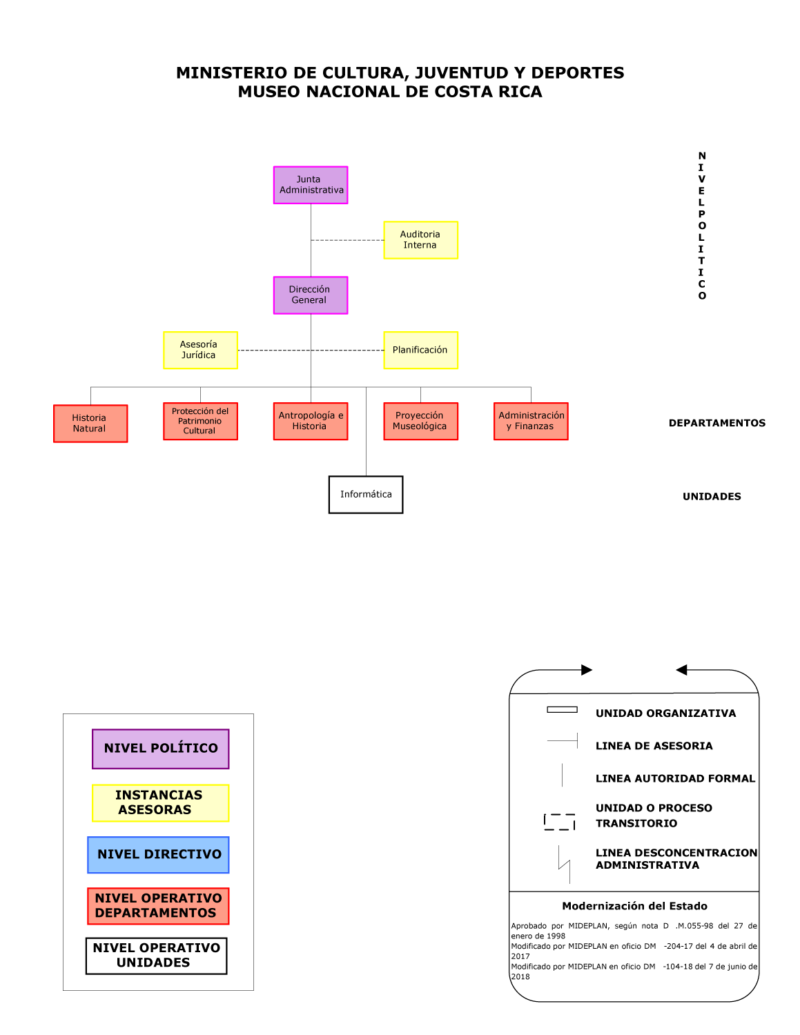 MINISTERIO DE CULTURA, JUVENTUD Y DEPORTES
MUSEO NACIONAL DE COSTA RICA
N
I
V
E
L
P
O
L
I
T
I
C
O
Junta
Administrativa
Auditoria
Interna
Dirección
General
Asesoría
Jurídica
Planificación
Historia
Natural
Protección del
Patrimonio
Cultural
Antropología e
Historia
Proyección
Museológica
Administración
y Finanzas
DEPARTAMENTOS
Informática
UNIDADES
NIVEL POLÍTICO
INSTANCIAS
ASESORAS
NIVEL DIRECTIVO
NIVEL OPERATIVO
DEPARTAMENTOS
NIVEL OPERATIVO
UNIDADES
UNIDAD ORGANIZATIVA
LINEA DE ASESORIA
LINEA AUTORIDAD FORMAL
UNIDAD O PROCESO
TRANSITORIO
LINEA DESCONCENTRACION
ADMINISTRATIVA
Modernización del Estado
Aprobado por MIDEPLAN, según nota D .M.055-98 del 27 de
enero de 1998
Modificado por MIDEPLAN en oficio DM -204-17 del 4 de abril de
2017
Modificado por MIDEPLAN en oficio DM -104-18 del 7 de junio de
2018